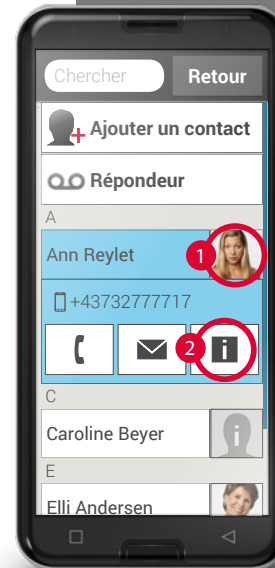 Chercher
Retour
Ajouter un contact
Répondeur
A
Ann Reylet
1
+43732777717
2
i
C
Caroline Beyer
i
E
Elli Andersen